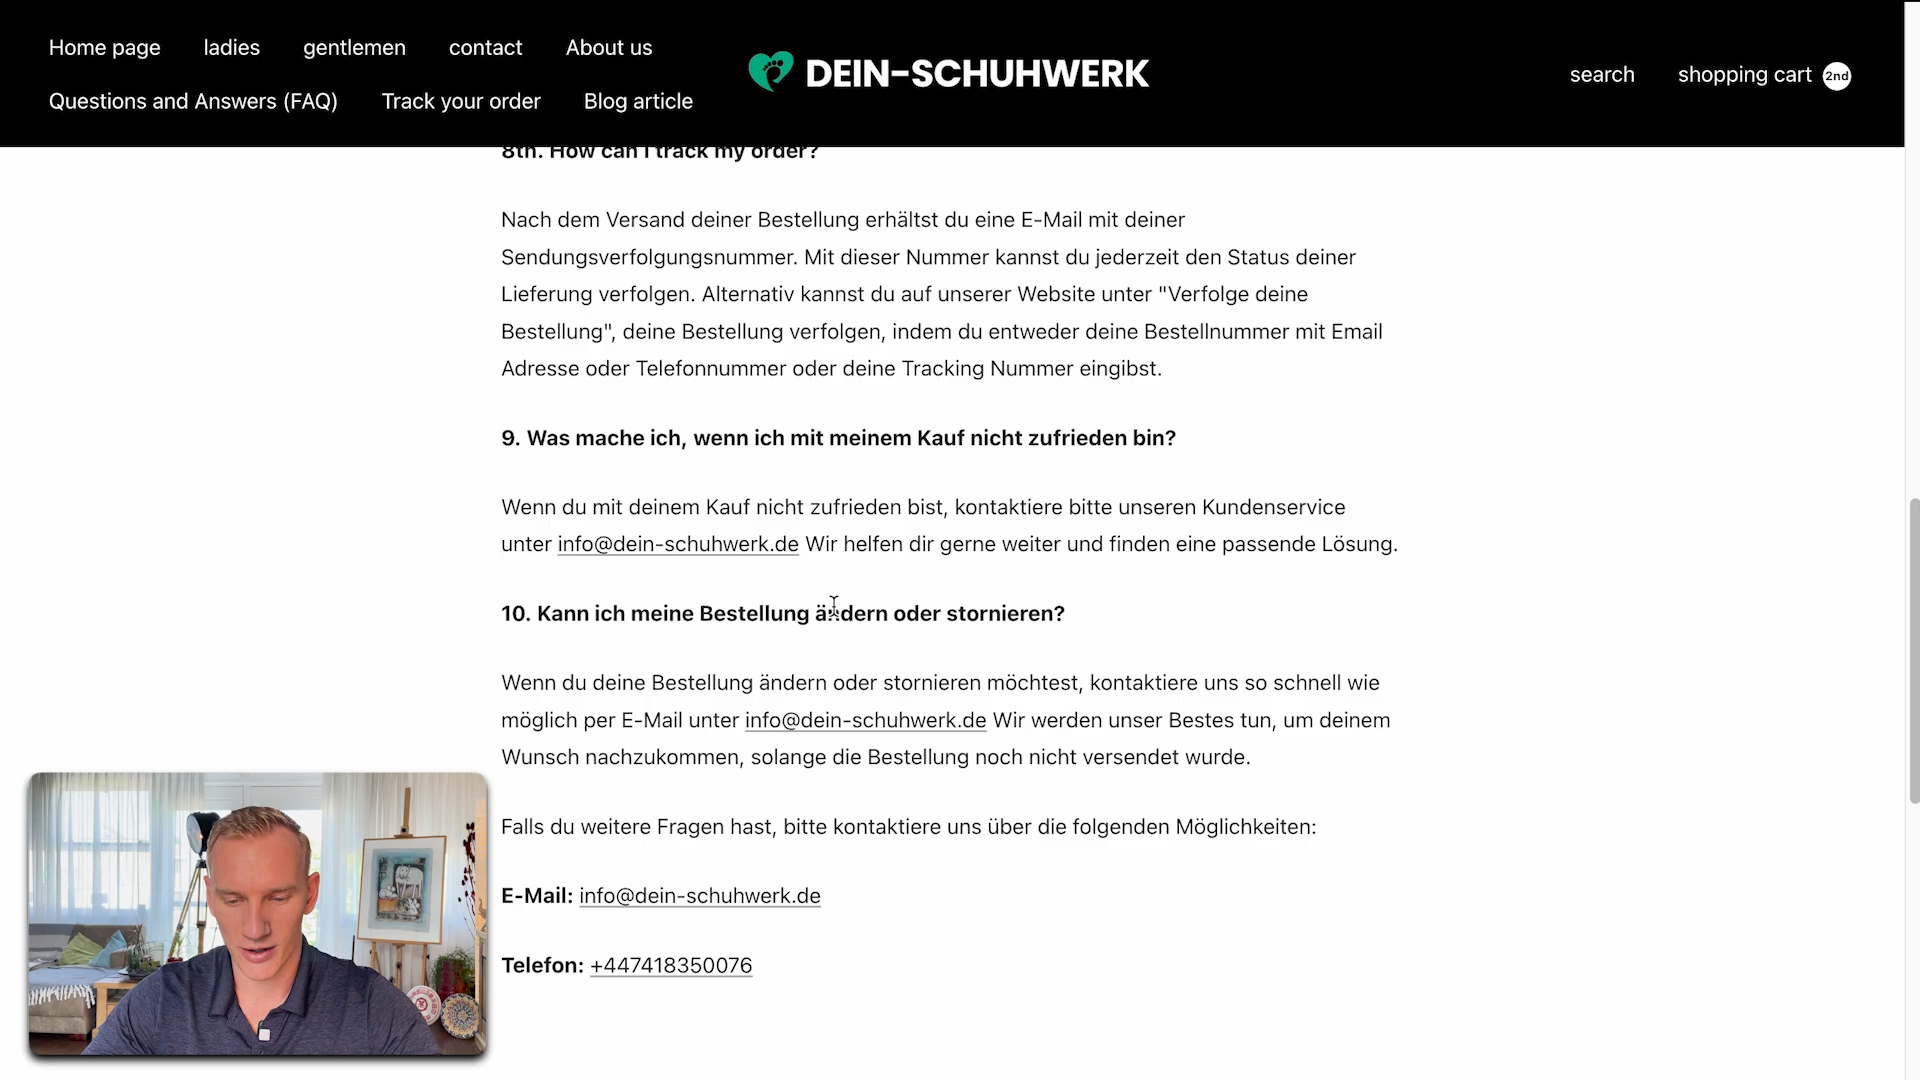 Home page ladies gentlemen contact About us
Questions and Answers (FAQ) Track your order Blog article
DEIN-SCHUHWERK
search shopping cart 2nd
8th. How can I track my order?
Nach dem Versand deiner Bestellung erhältst du eine E-Mail mit deiner
Sendungsverfolgungsnummer. Mit dieser Nummer kannst du jederzeit den Status deiner
Lieferung verfolgen. Alternativ kannst du auf unserer Website unter "Verfolge deine
Bestellung", deine Bestellung verfolgen, indem du entweder deine Bestellnummer mit Email
Adresse oder Telefonnummer oder deine Tracking Nummer eingibst.
9. Was mache ich, wenn ich mit meinem Kauf nicht zufrieden bin?
Wenn du mit deinem Kauf nicht zufrieden bist, kontaktiere bitte unseren Kundenservice
unter info@dein-schuhwerk.de Wir helfen dir gerne weiter und finden eine passende Lösung.
10. Kann ich meine Bestellung ändern oder stornieren?
Wenn du deine Bestellung ändern oder stornieren möchtest, kontaktiere uns so schnell wie
möglich per E-Mail unter info@dein-schuhwerk.de Wir werden unser Bestes tun, um deinem
Wunsch nachzukommen, solange die Bestellung noch nicht versendet wurde.
Falls du weitere Fragen hast, bitte kontaktiere uns über die folgenden Möglichkeiten:
E-Mail: info@dein-schuhwerk.de
Telefon: +447418350076